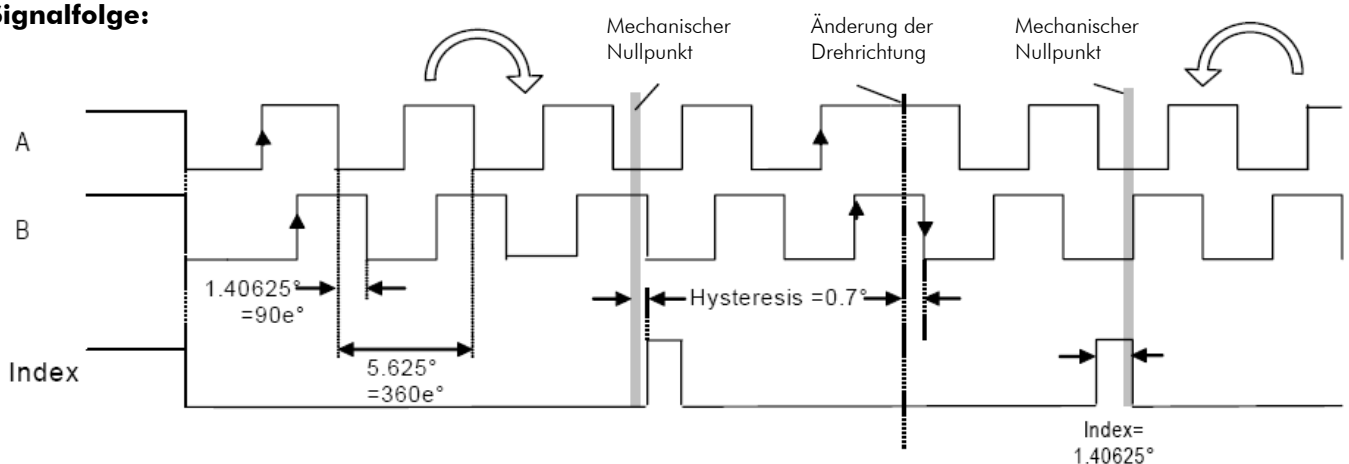 Signalfolge:
Mechanischer
Nullpunkt
Änderung der
Drehrichtung
Mechanischer
Nullpunkt
A
B
1.40625°
=90e°
Hysteresis =0.7°
Index
5.625°
=360e°
Index=
1.40625°